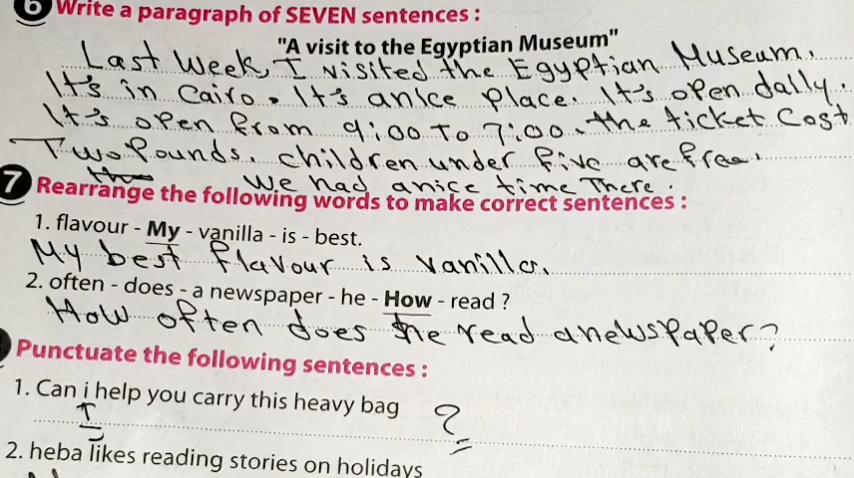 6 Write a paragraph of SEVEN sentences :
"A visit to the Egyptian Museum"
Last Week, I visited the Egyptian Museum.
It's in Cairo. It's anice place. It's open dally.
It's open from 9:00 To 7:00. the ticket Cost
Two Pounds. children under five are free.
We had anice time There.
7 Rearrange the following words to make correct sentences :
1. flavour - My - vanilla - is - best.
My best flavour is vanilla.
2. often - does - a newspaper - he - How - read ?
How often does he read anewspaper?
Punctuate the following sentences :
1. Can i help you carry this heavy bag ?
I
2. heba likes reading stories on holidays